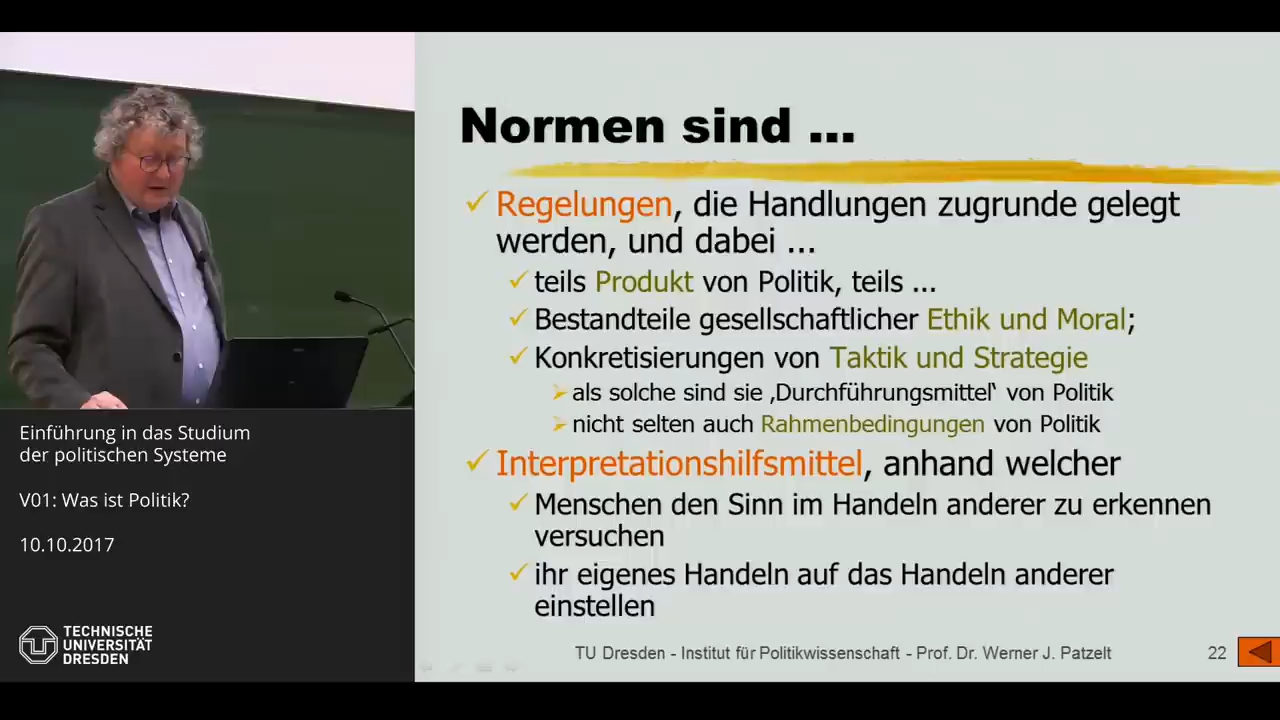 Normen sind ...
Regelungen, die Handlungen zugrunde gelegt
werden, und dabei ...
teils Produkt von Politik, teils ...
Bestandteile gesellschaftlicher Ethik und Moral;
Konkretisierungen von Taktik und Strategie
als solche sind sie ‚Durchführungsmittel‘ von Politik
nicht selten auch Rahmenbedingungen von Politik
Interpretationshilfsmittel, anhand welcher
Menschen den Sinn im Handeln anderer zu erkennen
versuchen
ihr eigenes Handeln auf das Handeln anderer
einstellen
TU Dresden - Institut für Politikwissenschaft - Prof. Dr. Werner J. Patzelt
22
Einführung in das Studium
der politischen Systeme
V01: Was ist Politik?
10.10.2017
TECHNISCHE
UNIVERSITÄT
DRESDEN